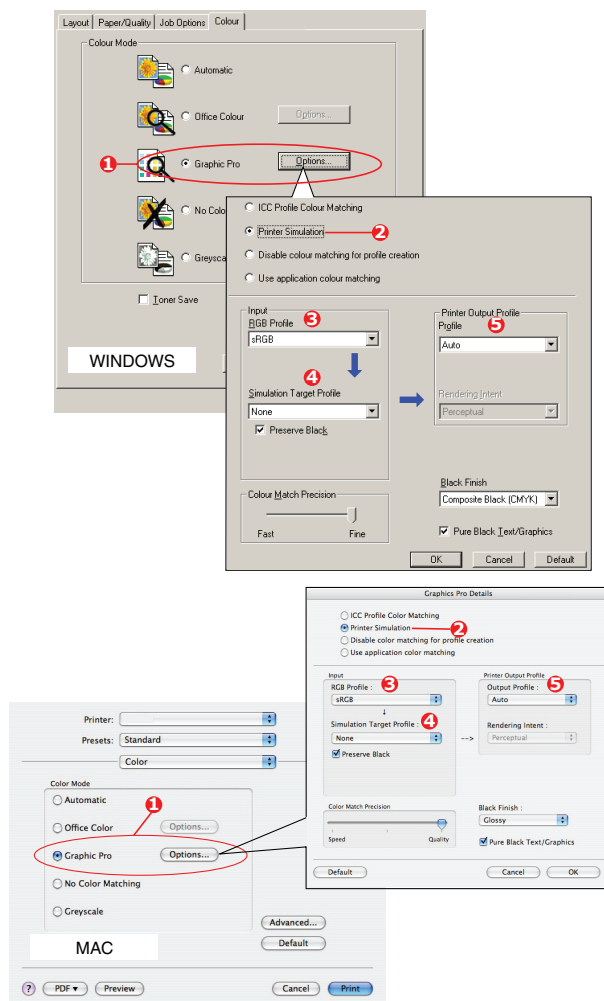 Layout Paper/Quality Job Options Colour
Colour Mode
Automatic
Office Colour Options...
1 Graphic Pro Options...
No Colo
Greysca
Toner Save
WINDOWS
ICC Profile Colour Matching
Printer Simulation 2
Disable colour matching for profile creation
Use application colour matching
Input
RGB Profile 3
sRGB
4
Simulation Target Profile
None
Preserve Black
Printer Output Profile
Profile 5
Auto
Rendering Intent
Perceptual
Colour Match Precision
Fast Fine
Black Finish
Composite Black (CMYK)
Pure Black Text/Graphics
OK Cancel Default
Graphics Pro Details
ICC Profile Color Matching
Printer Simulation 2
Disable color matching for profile creation
Use application color matching
Input
RGB Profile : 3
sRGB
↓
Simulation Target Profile : 4
None
Preserve Black
-->
Printer Output Profile
Output Profile : 5
Auto
Rendering Intent :
Perceptual
Color Match Precision
Speed Quality
Black Finish :
Glossy
Pure Black Text/Graphics
Default Cancel OK
Printer:
Presets: Standard
Color
Color Mode
Automatic
1
Office Color Options...
Graphic Pro Options...
No Color Matching
Greyscale
Advanced...
Default
MAC
? PDF ▾ Preview Cancel Print